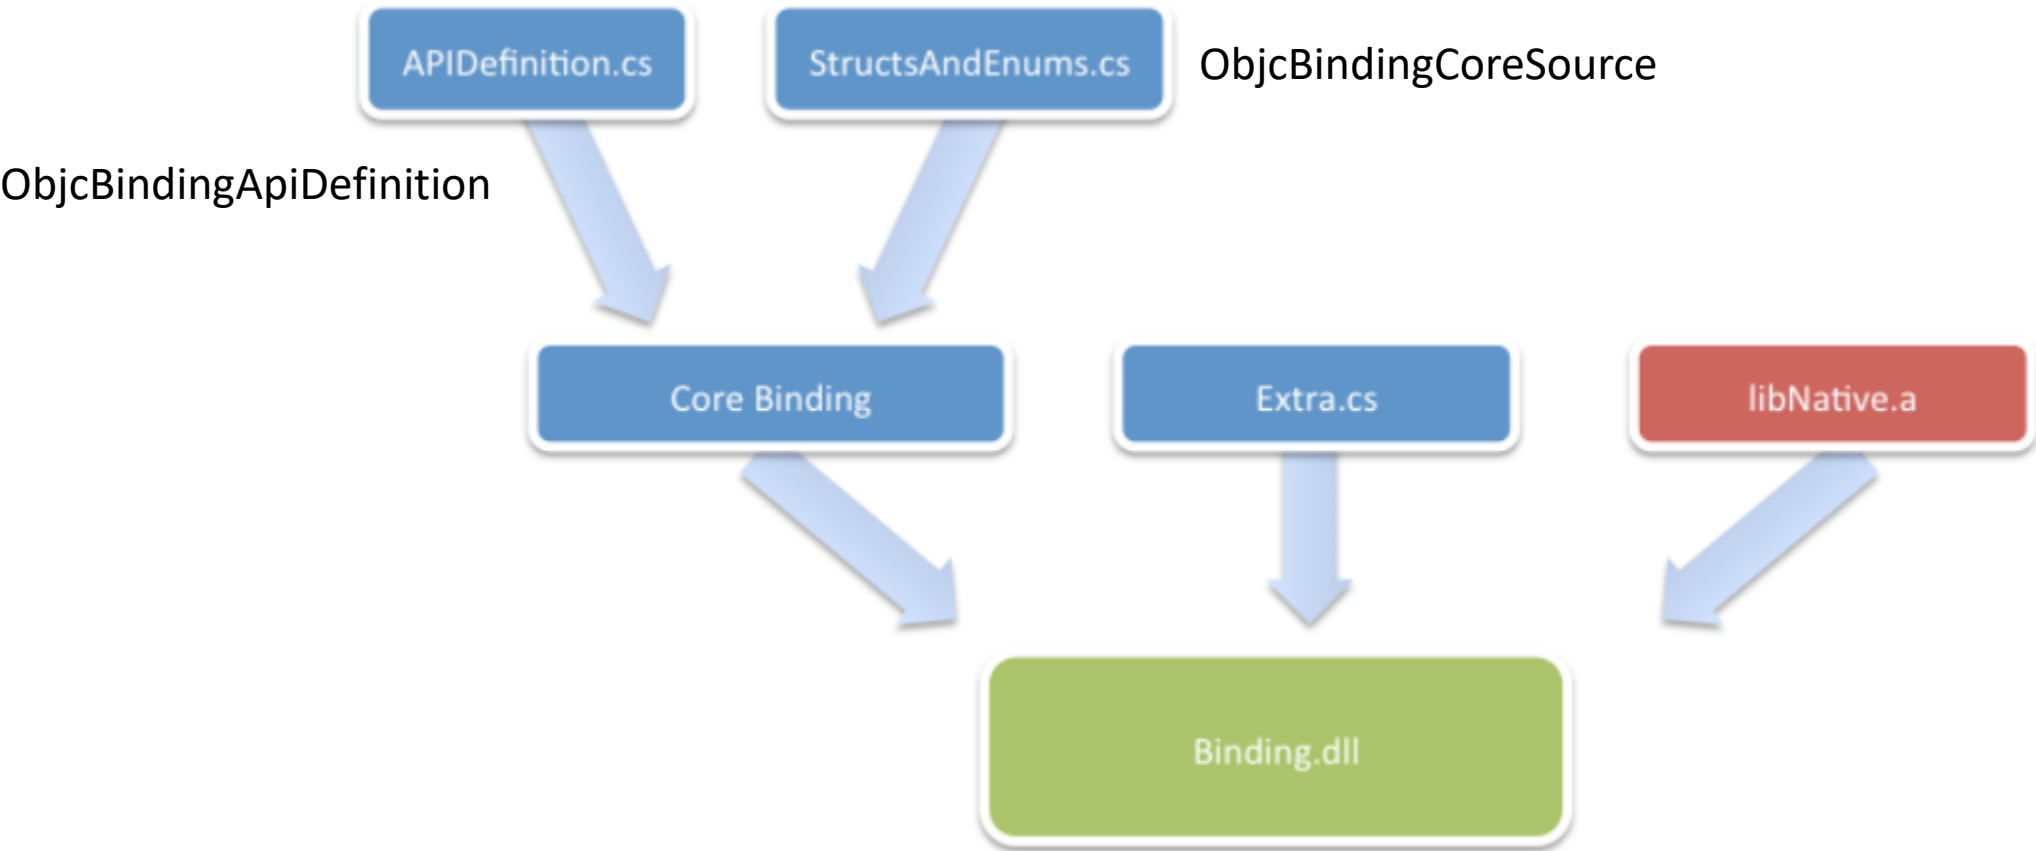 APIDefinition.cs
StructsAndEnums.cs
ObjcBindingCoreSource
ObjcBindingApiDefinition
Core Binding
Extra.cs
libNative.a
Binding.dll